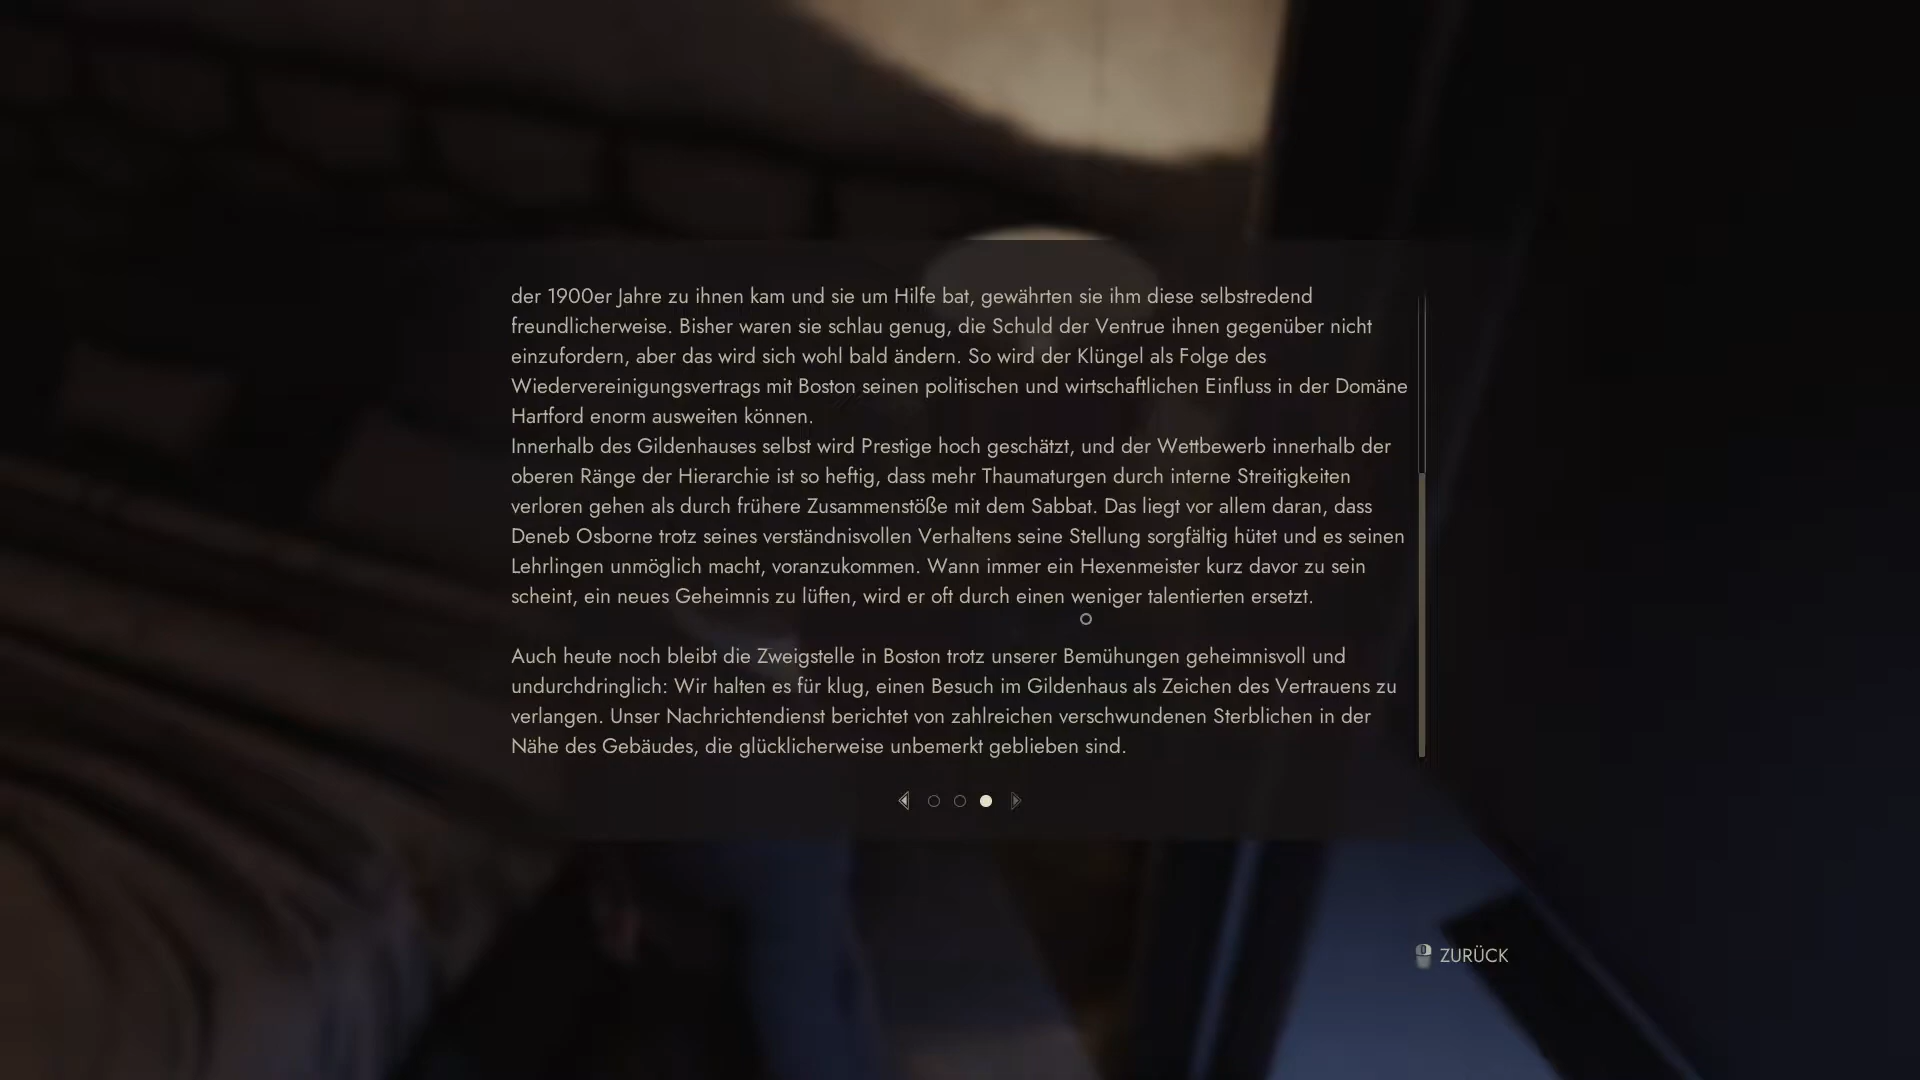 der 1900er Jahre zu ihnen kam und sie um Hilfe bat, gewährten sie ihm diese selbstredend
freundlicherweise. Bisher waren sie schlau genug, die Schuld der Ventrue ihnen gegenüber nicht
einzufordern, aber das wird sich wohl bald ändern. So wird der Klüngel als Folge des
Wiedervereinigungsvertrags mit Boston seinen politischen und wirtschaftlichen Einfluss in der Domäne
Hartford enorm ausweiten können.
Innerhalb des Gildenhauses selbst wird Prestige hoch geschätzt, und der Wettbewerb innerhalb der
oberen Ränge der Hierarchie ist so heftig, dass mehr Thaumaturgen durch interne Streitigkeiten
verloren gehen als durch frühere Zusammenstöße mit dem Sabbat. Das liegt vor allem daran, dass
Deneb Osborne trotz seines verständnisvollen Verhaltens seine Stellung sorgfältig hütet und es seinen
Lehrlingen unmöglich macht, voranzukommen. Wann immer ein Hexenmeister kurz davor zu sein
scheint, ein neues Geheimnis zu lüften, wird er oft durch einen weniger talentierten ersetzt.
Auch heute noch bleibt die Zweigstelle in Boston trotz unserer Bemühungen geheimnisvoll und
undurchdringlich: Wir halten es für klug, einen Besuch im Gildenhaus als Zeichen des Vertrauens zu
verlangen. Unser Nachrichtendienst berichtet von zahlreichen verschwundenen Sterblichen in der
Nähe des Gebäudes, die glücklicherweise unbemerkt geblieben sind.
ZURÜCK